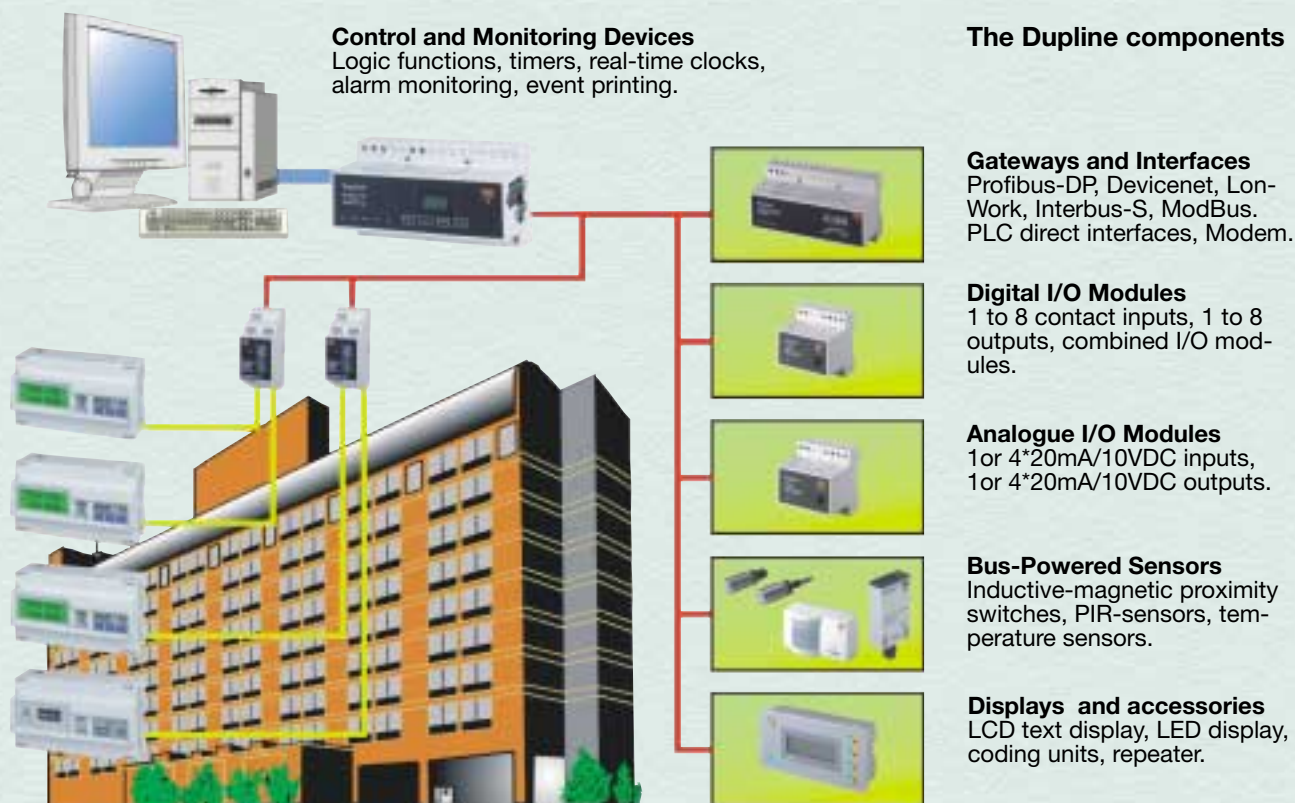 Control and Monitoring Devices
Logic functions, timers, real-time clocks,
alarm monitoring, event printing.
The Dupline components
Gateways and Interfaces
Profibus-DP, Devicenet, Lon-
Work, Interbus-S, ModBus.
PLC direct interfaces, Modem.
Digital I/O Modules
1 to 8 contact inputs, 1 to 8
outputs, combined I/O mod-
ules.
Analogue I/O Modules
1or 4*20mA/10VDC inputs,
1or 4*20mA/10VDC outputs.
Bus-Powered Sensors
Inductive-magnetic proximity
switches, PIR-sensors, tem-
perature sensors.
Displays  and accessories
LCD text display, LED display,
coding units, repeater.